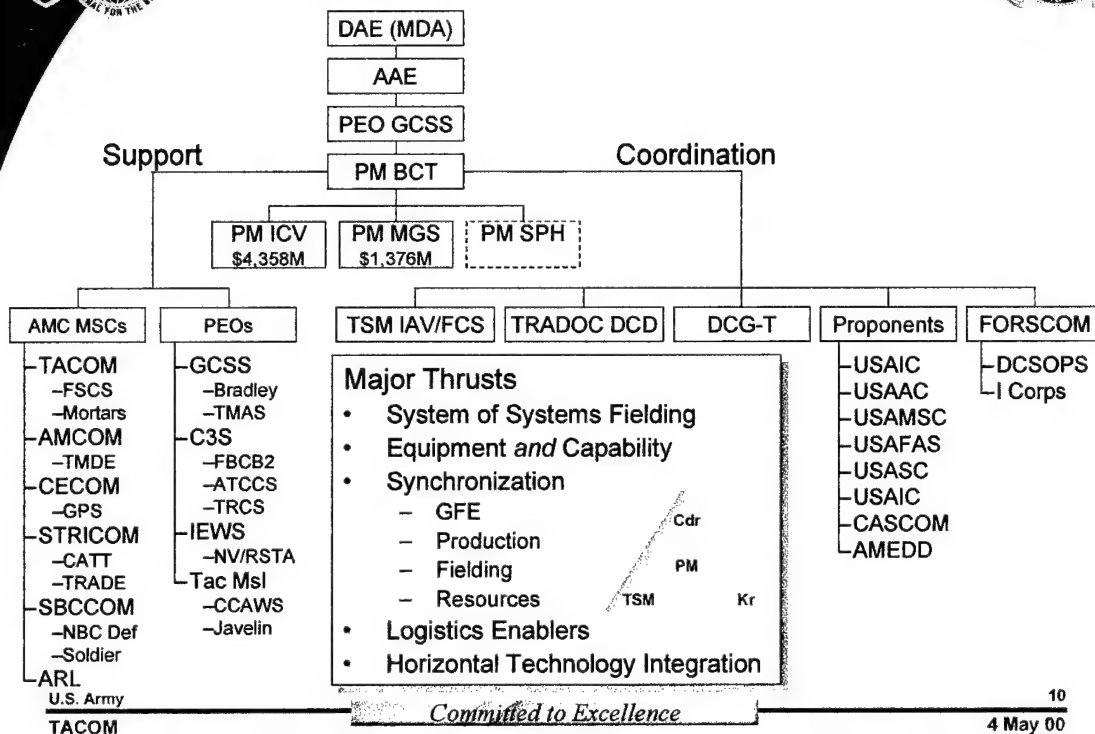 NAL FOR THE
DAE (MDA)
AAE
PEO GCSS
Support
PM BCT
Coordination
PM ICV
$4,358M
PM MGS
$1,376M
PM SPH
AMC MSCs
–TACOM
–FSCS
–Mortars
–AMCOM
–TMDE
–CECOM
–GPS
–STRICOM
–CATT
–TRADE
–SBCCOM
–NBC Def
–Soldier
–ARL
PEOs
–GCSS
–Bradley
–TMAS
–C3S
–FBCB2
–ATCCS
–TRCS
–IEWS
–NV/RSTA
–Tac Msl
–CCAWS
–Javelin
TSM IAV/FCS
TRADOC DCD
DCG-T
Proponents
–USAIC
–USAAC
–USAMSC
–USAFAS
–USASC
–USAIC
–CASCOM
–AMEDD
FORSCOM
–DCSOPS
–I Corps
Major Thrusts
• System of Systems Fielding
• Equipment and Capability
• Synchronization
– GFE
– Production
– Fielding
– Resources
Cdr
PM
TSM
Kr
• Logistics Enablers
• Horizontal Technology Integration
U.S. Army
TACOM
Committed to Excellence
10
4 May 00